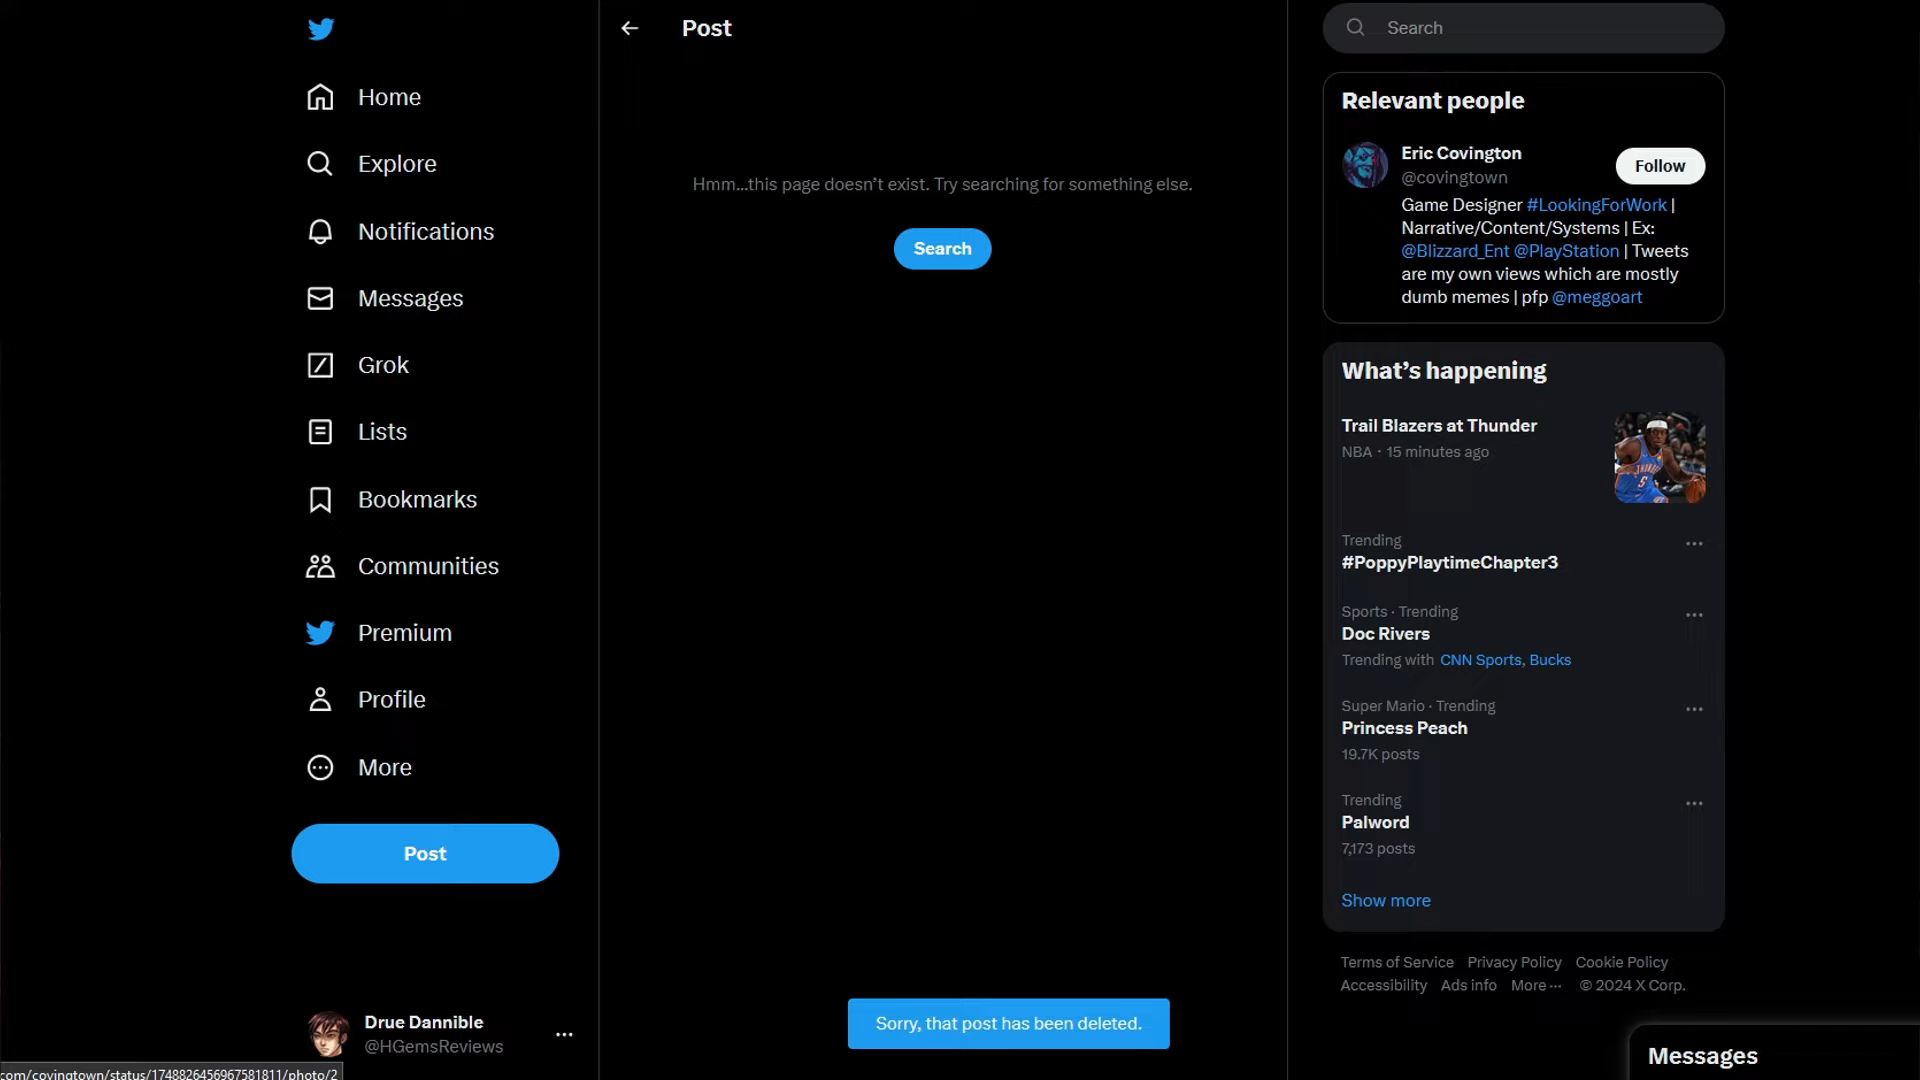 Home
Explore
Notifications
Messages
Grok
Lists
Bookmarks
Communities
Premium
Profile
More
Post
Drue Dannible
@HGemsReviews
com/covingtown/status/1748826456967581811/photo/2
Post
Hmm...this page doesn’t exist. Try searching for something else.
Search
Sorry, that post has been deleted.
Search
Relevant people
Eric Covington
@covingtown
Follow
Game Designer #LookingForWork |
Narrative/Content/Systems | Ex:
@Blizzard_Ent @PlayStation | Tweets
are my own views which are mostly
dumb memes | pfp @meggoart
What’s happening
Trail Blazers at Thunder
NBA · 15 minutes ago
Trending
#PoppyPlaytimeChapter3
Sports · Trending
Doc Rivers
Trending with CNN Sports, Bucks
Super Mario · Trending
Princess Peach
19.7K posts
Trending
Palword
7,173 posts
Show more
Terms of Service Privacy Policy Cookie Policy
Accessibility Ads info More ··· © 2024 X Corp.
Messages